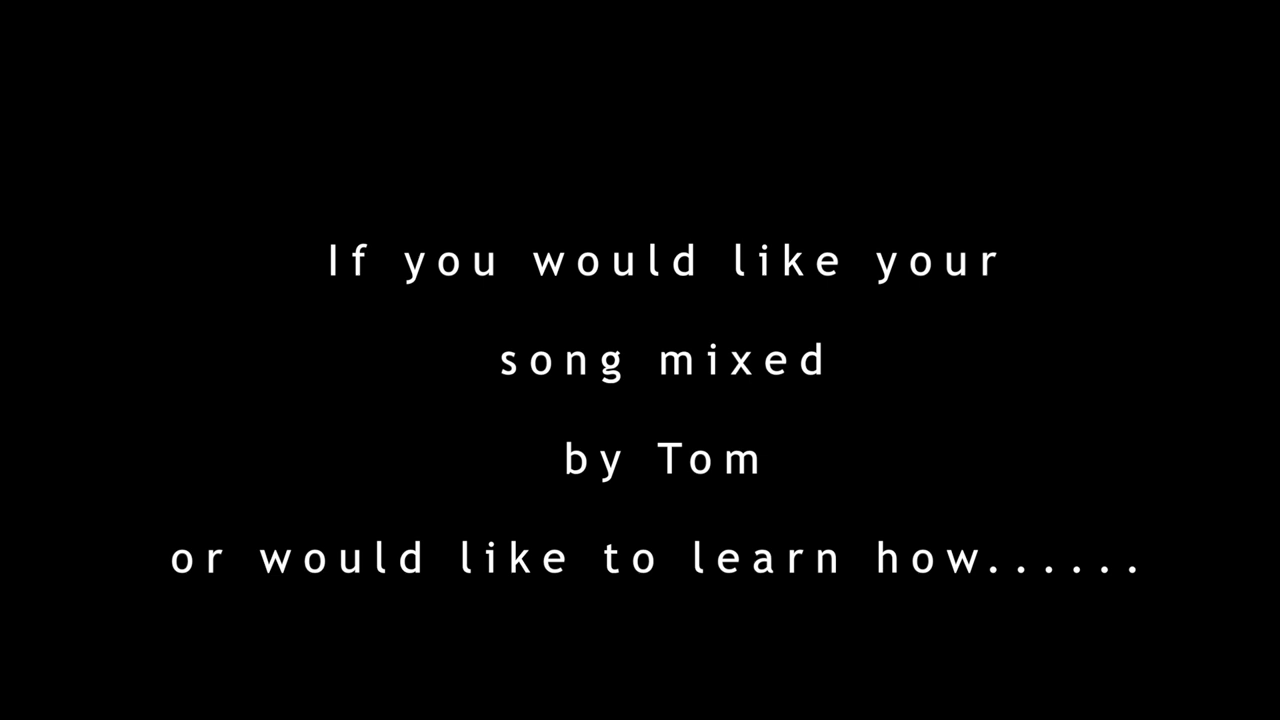 If you would like your
song mixed
by Tom
or would like to learn how......